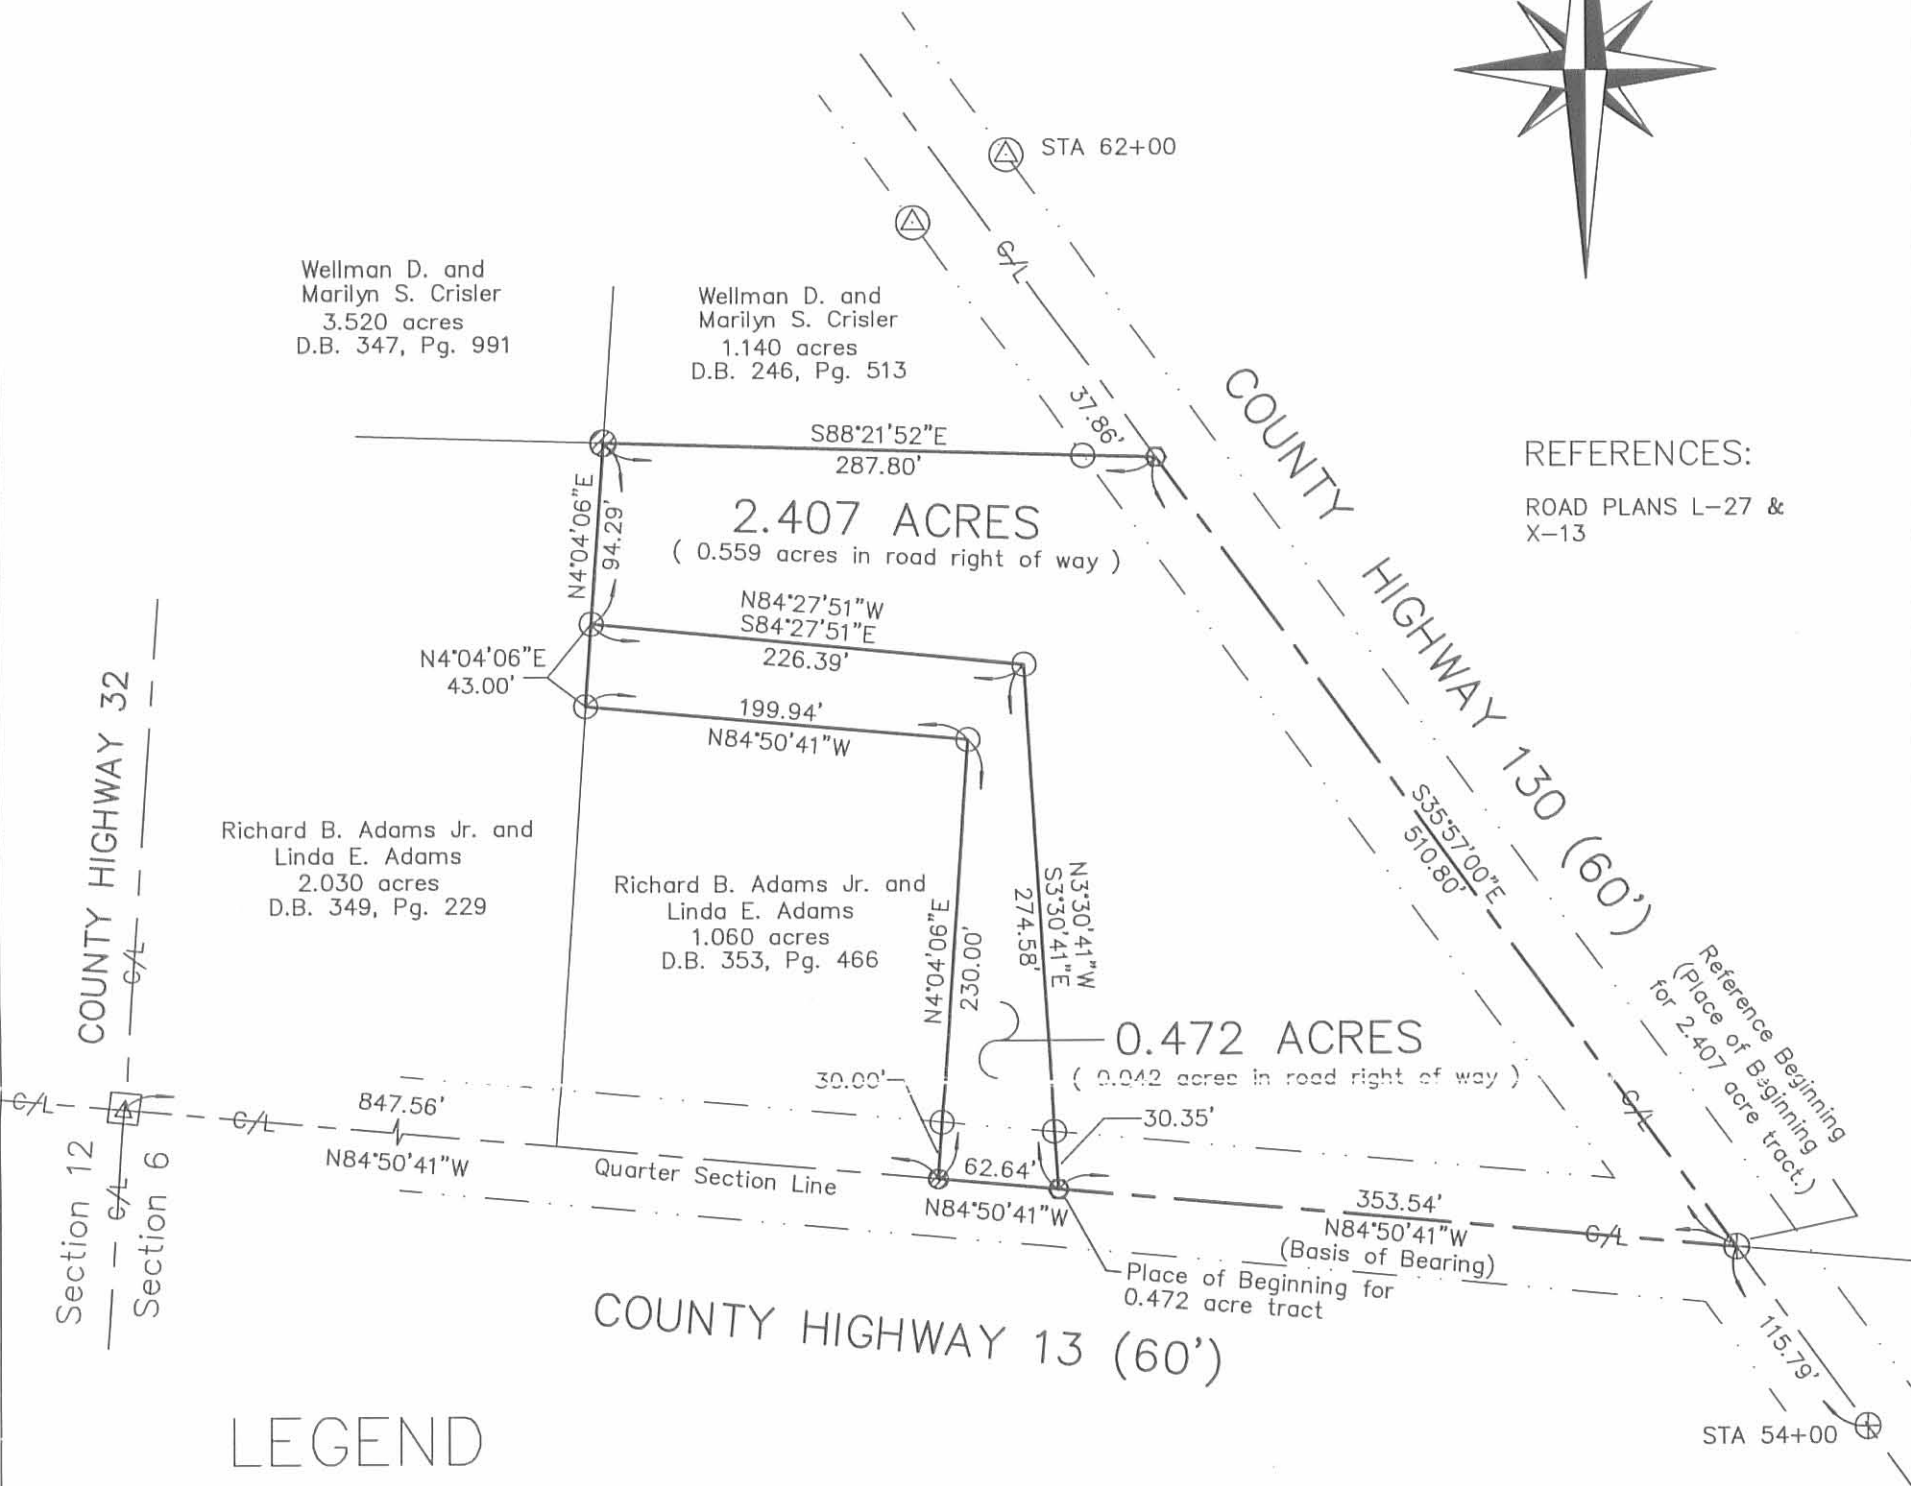 STA 62+00
C/L
Wellman D. and
Marilyn S. Crisler
3.520 acres
D.B. 347, Pg. 991
Wellman D. and
Marilyn S. Crisler
1.140 acres
D.B. 246, Pg. 513
37.86'
COUNTY HIGHWAY 130 (60')
REFERENCES:
ROAD PLANS L-27 &
X-13
S88°21'52"E
287.80'
N4°04'06"E
94.29'
2.407 ACRES
( 0.559 acres in road right of way )
N84°27'51"W
S84°27'51"E
226.39'
N4°04'06"E
43.00'
199.94'
N84°50'41"W
COUNTY HIGHWAY 32
C/L
Richard B. Adams Jr. and
Linda E. Adams
2.030 acres
D.B. 349, Pg. 229
Richard B. Adams Jr. and
Linda E. Adams
1.060 acres
D.B. 353, Pg. 466
N4°04'06"E
230.00'
N3°30'41"W
S3°30'41"E
274.58'
S35°57'00"E
510.80'
Reference Beginning
(Place of Beginning
for 2.407 acre tract.)
0.472 ACRES
( 0.042 acres in road right of way )
30.00'
30.35'
C/L
C/L
C/L
847.56'
N84°50'41"W
Quarter Section Line
62.64'
N84°50'41"W
353.54'
N84°50'41"W
(Basis of Bearing)
C/L
Section 12
C/L
Section 6
Place of Beginning for
0.472 acre tract
COUNTY HIGHWAY 13 (60')
115.79'
STA 54+00
LEGEND